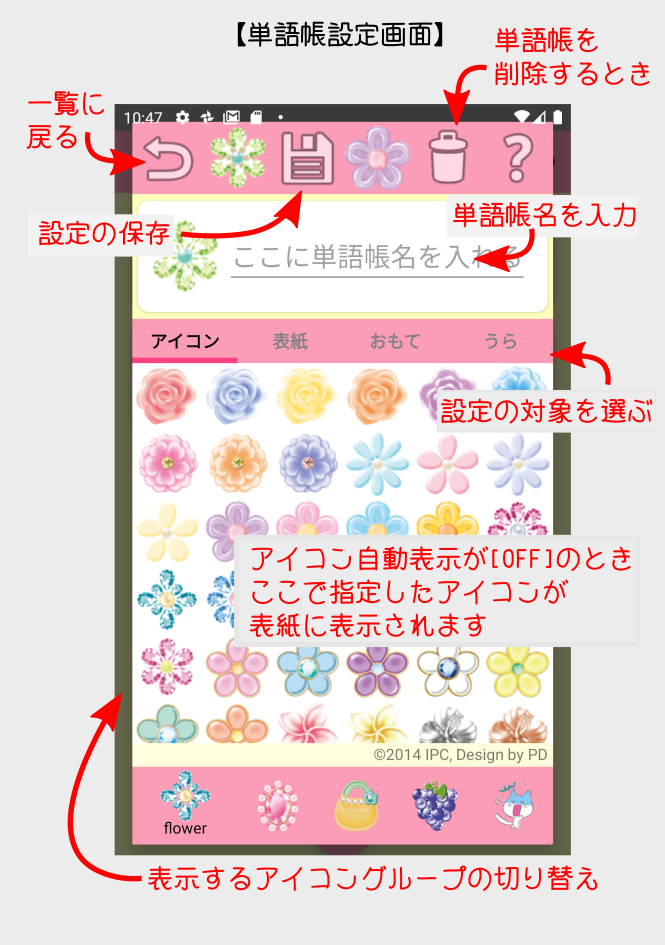 【単語帳設定画面】
単語帳を
削除するとき
一覧に
戻る
10:47
設定の保存
単語帳名を入力
ここに単語帳名を入れる
アイコン
表紙
おもて
うら
設定の対象を選ぶ
アイコン自動表示が[OFF]のとき
ここで指定したアイコンが
表紙に表示されます
©2014 IPC, Design by PD
flower
表示するアイコングループの切り替え